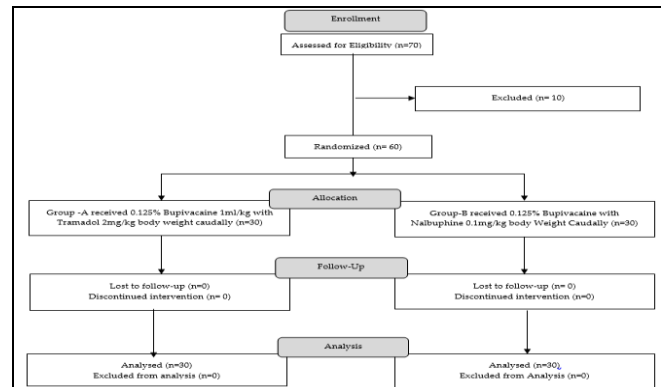 Enrollment
Assessed for Eligibility (n=70)
Excluded (n= 10)
Randomized (n= 60)
Allocation
Group -A received 0.125% Bupivacaine 1ml/kg with
Tramadol 2mg/kg body weight caudally (n=30)
Group-B received 0.125% Bupivacaine with
Nalbuphine 0.1mg/kg body Weight Caudally (n=30)
Follow-Up
Lost to follow-up (n=0)
Discontinued intervention (n= 0)
Lost to follow-up (n= 0)
Discontinued intervention (n=0)
Analysis
Analysed (n=30)
Excluded from analysis (n=0)
Analysed (n=30)
Excluded from Analysis (n=0)